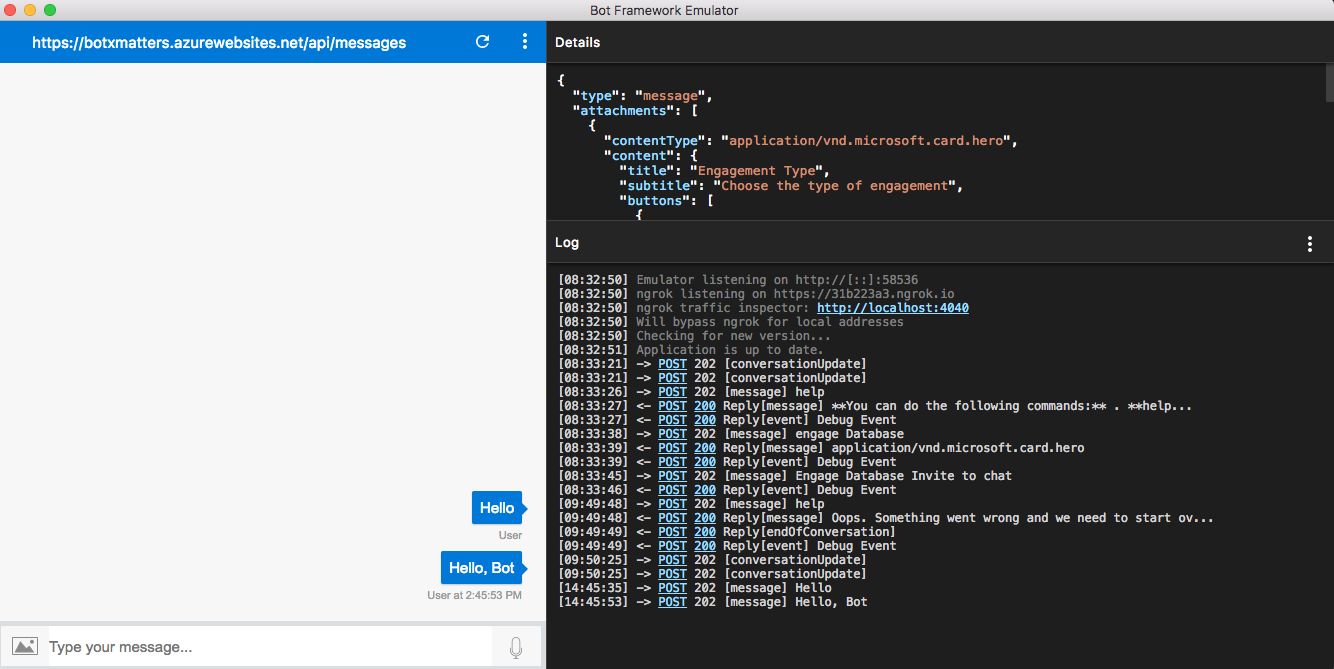 Bot Framework Emulator
https://botxmatters.azurewebsites.net/api/messages
Hello
User
Hello, Bot
User at 2:45:53 PM
Type your message...
Details
{
"type": "message",
"attachments": [
{
"contentType": "application/vnd.microsoft.card.hero",
"content": {
"title": "Engagement Type",
"subtitle": "Choose the type of engagement",
"buttons": [
{
Log
[08:32:50] Emulator listening on http://[::]:58536
[08:32:50] ngrok listening on https://31b223a3.ngrok.io
[08:32:50] ngrok traffic inspector: http://localhost:4040
[08:32:50] Will bypass ngrok for local addresses
[08:32:50] Checking for new version...
[08:32:51] Application is up to date.
[08:33:21] -> POST 202 [conversationUpdate]
[08:33:21] -> POST 202 [conversationUpdate]
[08:33:26] -> POST 202 [message] help
[08:33:27] <- POST 200 Reply[message] **You can do the following commands:** . **help...
[08:33:27] <- POST 200 Reply[event] Debug Event
[08:33:38] -> POST 202 [message] engage Database
[08:33:39] <- POST 200 Reply[message] application/vnd.microsoft.card.hero
[08:33:39] <- POST 200 Reply[event] Debug Event
[08:33:45] -> POST 202 [message] Engage Database Invite to chat
[08:33:46] <- POST 200 Reply[event] Debug Event
[09:49:48] -> POST 202 [message] help
[09:49:48] <- POST 200 Reply[message] Oops. Something went wrong and we need to start ov...
[09:49:49] <- POST 200 Reply[endOfConversation]
[09:49:49] <- POST 200 Reply[event] Debug Event
[09:50:25] -> POST 202 [conversationUpdate]
[09:50:25] -> POST 202 [conversationUpdate]
[14:45:35] -> POST 202 [message] Hello
[14:45:53] -> POST 202 [message] Hello, Bot